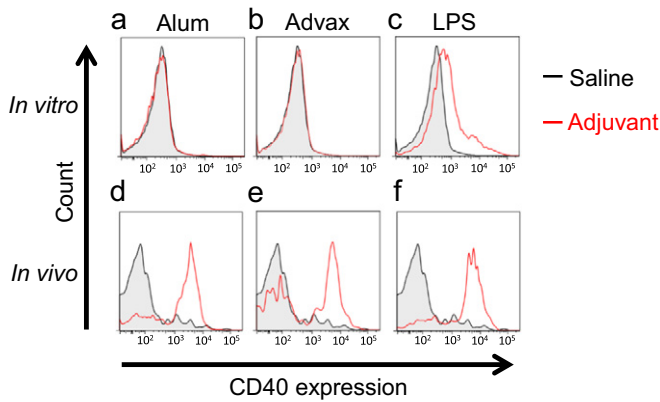 a Alum
b Advax
c LPS
Saline
Adjuvant
In vitro
10² 10³ 10⁴ 10⁵
10² 10³ 10⁴ 10⁵
10² 10³ 10⁴ 10⁵
Count
d
e
f
In vivo
10² 10³ 10⁴ 10⁵
10² 10³ 10⁴ 10⁵
10² 10³ 10⁴ 10⁵
CD40 expression